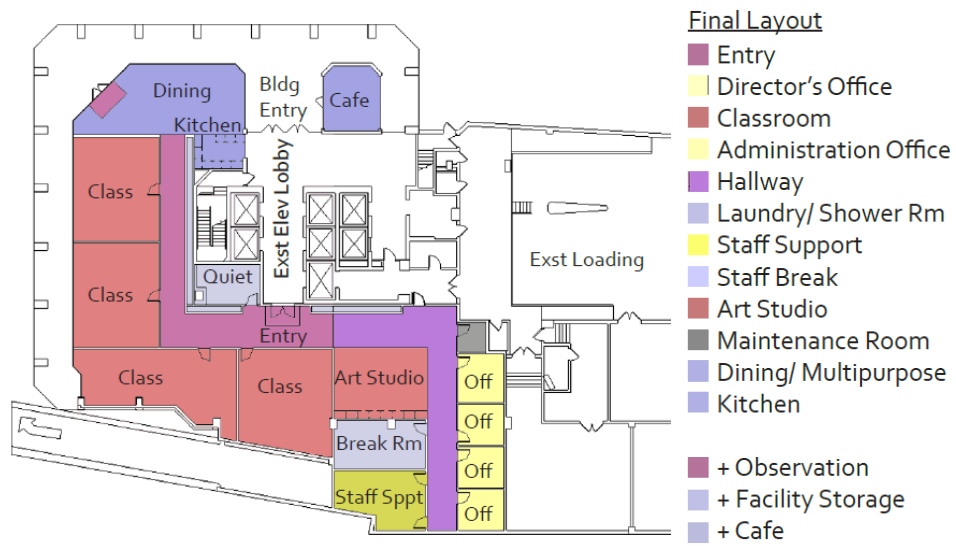 Final Layout
Entry
Director's Office
Classroom
Administration Office
Hallway
Laundry/ Shower Rm
Staff Support
Staff Break
Art Studio
Maintenance Room
Dining/ Multipurpose
Kitchen
+ Observation
+ Facility Storage
+ Cafe
Dining
Bldg
Entry
Cafe
Kitchen
Class
Exst Elev Lobby
Exst Loading
Quiet
Class
Entry
Class
Class
Art Studio
Off
Off
Break Rm
Off
Staff Sppt
Off